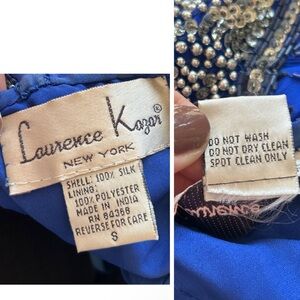 Laurence Kazar®
NEW YORK
SHELL: 100% SILK
LINING:
100% POLYESTER
MADE IN INDIA
RN 84368
REVERSE FOR CARE
S
DO NOT WASH
DO NOT DRY CLEAN
SPOT CLEAN ONLY